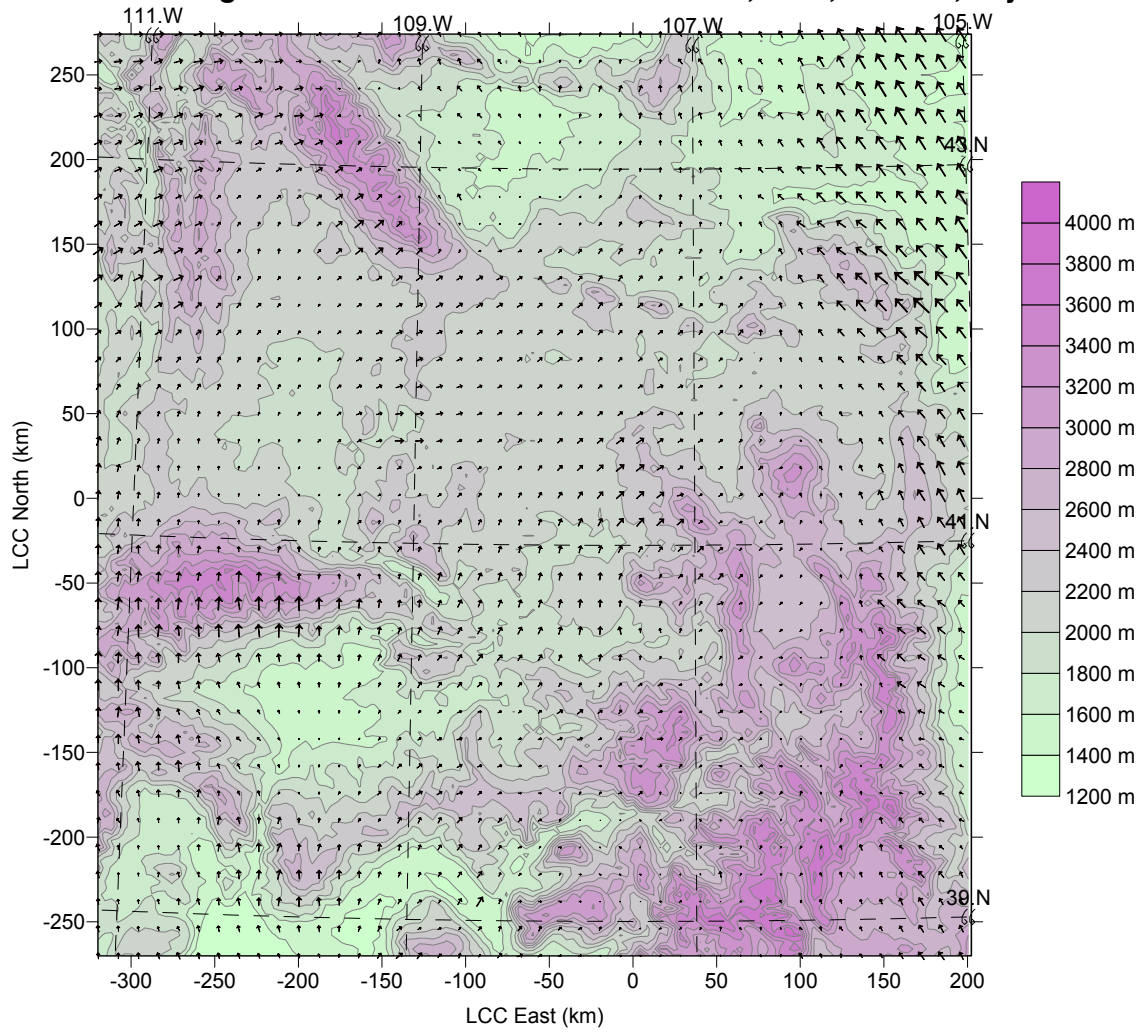 111.W
109.W
107.W
105.W
250
200
150
100
50
0
-50
-100
-150
-200
-250
43.N
41.N
39.N
LCC North (km)
-300
-250
-200
-150
-100
-50
0
50
100
150
200
LCC East (km)
4000 m
3800 m
3600 m
3400 m
3200 m
3000 m
2800 m
2600 m
2400 m
2200 m
2000 m
1800 m
1600 m
1400 m
1200 m